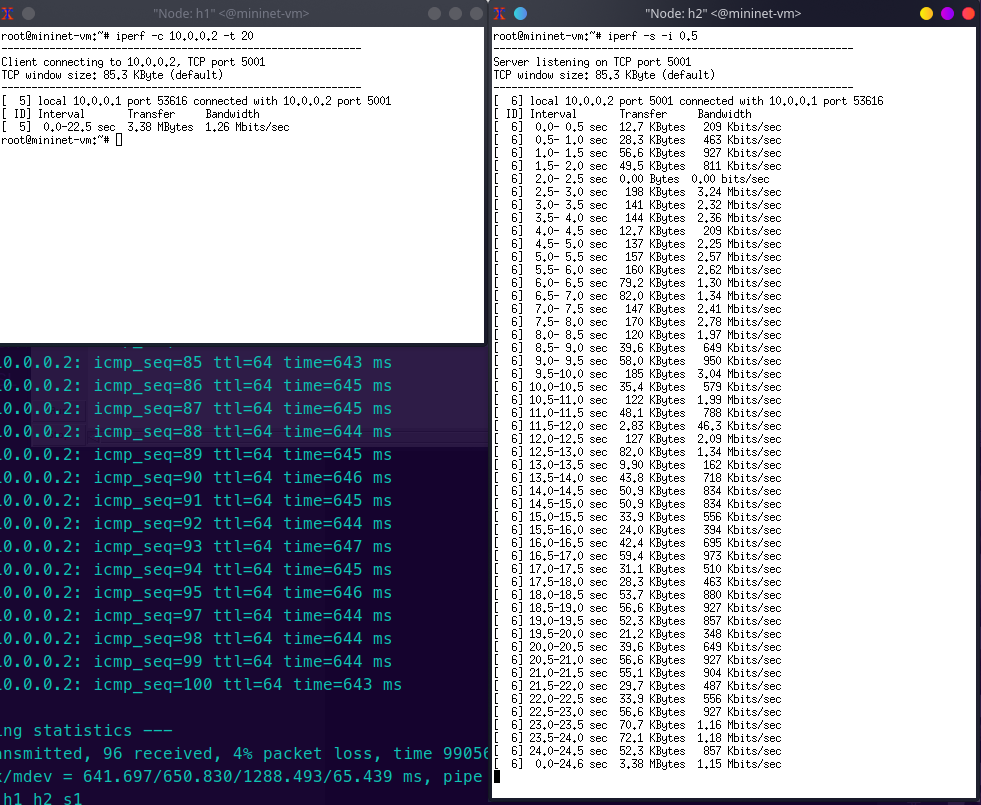 "Node: h1" <@mininet-vm>
root@mininet-vm:~# iperf -c 10.0.0.2 -t 20
------------------------------------------------------------
Client connecting to 10.0.0.2, TCP port 5001
TCP window size: 85.3 KByte (default)
------------------------------------------------------------
[  5] local 10.0.0.1 port 53616 connected with 10.0.0.2 port 5001
[ ID] Interval       Transfer     Bandwidth
[  5]  0.0-22.5 sec  3.38 MBytes  1.26 Mbits/sec
root@mininet-vm:~#
10.0.0.2: icmp_seq=85 ttl=64 time=643 ms
10.0.0.2: icmp_seq=86 ttl=64 time=645 ms
10.0.0.2: icmp_seq=87 ttl=64 time=645 ms
10.0.0.2: icmp_seq=88 ttl=64 time=644 ms
10.0.0.2: icmp_seq=89 ttl=64 time=645 ms
10.0.0.2: icmp_seq=90 ttl=64 time=646 ms
10.0.0.2: icmp_seq=91 ttl=64 time=645 ms
10.0.0.2: icmp_seq=92 ttl=64 time=644 ms
10.0.0.2: icmp_seq=93 ttl=64 time=647 ms
10.0.0.2: icmp_seq=94 ttl=64 time=645 ms
10.0.0.2: icmp_seq=95 ttl=64 time=646 ms
10.0.0.2: icmp_seq=97 ttl=64 time=644 ms
10.0.0.2: icmp_seq=98 ttl=64 time=644 ms
10.0.0.2: icmp_seq=99 ttl=64 time=644 ms
10.0.0.2: icmp_seq=100 ttl=64 time=643 ms
ng statistics ---
nsmitted, 96 received, 4% packet loss, time 99056
x/mdev = 641.697/650.830/1288.493/65.439 ms, pipe
h1 h2 s1
"Node: h2" <@mininet-vm>
root@mininet-vm:~# iperf -s -i 0.5
------------------------------------------------------------
Server listening on TCP port 5001
TCP window size: 85.3 KByte (default)
------------------------------------------------------------
[  6] local 10.0.0.2 port 5001 connected with 10.0.0.1 port 53616
[ ID] Interval       Transfer     Bandwidth
[  6]  0.0- 0.5 sec  12.7 KBytes   209 Kbits/sec
[  6]  0.5- 1.0 sec  28.3 KBytes   463 Kbits/sec
[  6]  1.0- 1.5 sec  56.6 KBytes   927 Kbits/sec
[  6]  1.5- 2.0 sec  49.5 KBytes   811 Kbits/sec
[  6]  2.0- 2.5 sec  0.00 Bytes  0.00 bits/sec
[  6]  2.5- 3.0 sec   198 KBytes  3.24 Mbits/sec
[  6]  3.0- 3.5 sec   141 KBytes  2.32 Mbits/sec
[  6]  3.5- 4.0 sec   144 KBytes  2.36 Mbits/sec
[  6]  4.0- 4.5 sec  12.7 KBytes   209 Kbits/sec
[  6]  4.5- 5.0 sec   137 KBytes  2.25 Mbits/sec
[  6]  5.0- 5.5 sec   157 KBytes  2.57 Mbits/sec
[  6]  5.5- 6.0 sec   160 KBytes  2.62 Mbits/sec
[  6]  6.0- 6.5 sec  79.2 KBytes  1.30 Mbits/sec
[  6]  6.5- 7.0 sec  82.0 KBytes  1.34 Mbits/sec
[  6]  7.0- 7.5 sec   147 KBytes  2.41 Mbits/sec
[  6]  7.5- 8.0 sec   170 KBytes  2.78 Mbits/sec
[  6]  8.0- 8.5 sec   120 KBytes  1.97 Mbits/sec
[  6]  8.5- 9.0 sec  39.6 KBytes   649 Kbits/sec
[  6]  9.0- 9.5 sec  58.0 KBytes   950 Kbits/sec
[  6]  9.5-10.0 sec   185 KBytes  3.04 Mbits/sec
[  6] 10.0-10.5 sec  35.4 KBytes   579 Kbits/sec
[  6] 10.5-11.0 sec   122 KBytes  1.99 Mbits/sec
[  6] 11.0-11.5 sec  48.1 KBytes   788 Kbits/sec
[  6] 11.5-12.0 sec  2.83 KBytes  46.3 Kbits/sec
[  6] 12.0-12.5 sec   127 KBytes  2.09 Mbits/sec
[  6] 12.5-13.0 sec  82.0 KBytes  1.34 Mbits/sec
[  6] 13.0-13.5 sec  9.90 KBytes   162 Kbits/sec
[  6] 13.5-14.0 sec  43.8 KBytes   718 Kbits/sec
[  6] 14.0-14.5 sec  50.9 KBytes   834 Kbits/sec
[  6] 14.5-15.0 sec  50.9 KBytes   834 Kbits/sec
[  6] 15.0-15.5 sec  33.9 KBytes   556 Kbits/sec
[  6] 15.5-16.0 sec  24.0 KBytes   394 Kbits/sec
[  6] 16.0-16.5 sec  42.4 KBytes   695 Kbits/sec
[  6] 16.5-17.0 sec  59.4 KBytes   973 Kbits/sec
[  6] 17.0-17.5 sec  31.1 KBytes   510 Kbits/sec
[  6] 17.5-18.0 sec  28.3 KBytes   463 Kbits/sec
[  6] 18.0-18.5 sec  53.7 KBytes   880 Kbits/sec
[  6] 18.5-19.0 sec  56.6 KBytes   927 Kbits/sec
[  6] 19.0-19.5 sec  52.3 KBytes   857 Kbits/sec
[  6] 19.5-20.0 sec  21.2 KBytes   348 Kbits/sec
[  6] 20.0-20.5 sec  39.6 KBytes   649 Kbits/sec
[  6] 20.5-21.0 sec  56.6 KBytes   927 Kbits/sec
[  6] 21.0-21.5 sec  55.1 KBytes   904 Kbits/sec
[  6] 21.5-22.0 sec  29.7 KBytes   487 Kbits/sec
[  6] 22.0-22.5 sec  33.9 KBytes   556 Kbits/sec
[  6] 22.5-23.0 sec  56.6 KBytes   927 Kbits/sec
[  6] 23.0-23.5 sec  70.7 KBytes  1.16 Mbits/sec
[  6] 23.5-24.0 sec  72.1 KBytes  1.18 Mbits/sec
[  6] 24.0-24.5 sec  52.3 KBytes   857 Kbits/sec
[  6]  0.0-24.6 sec  3.38 MBytes  1.15 Mbits/sec